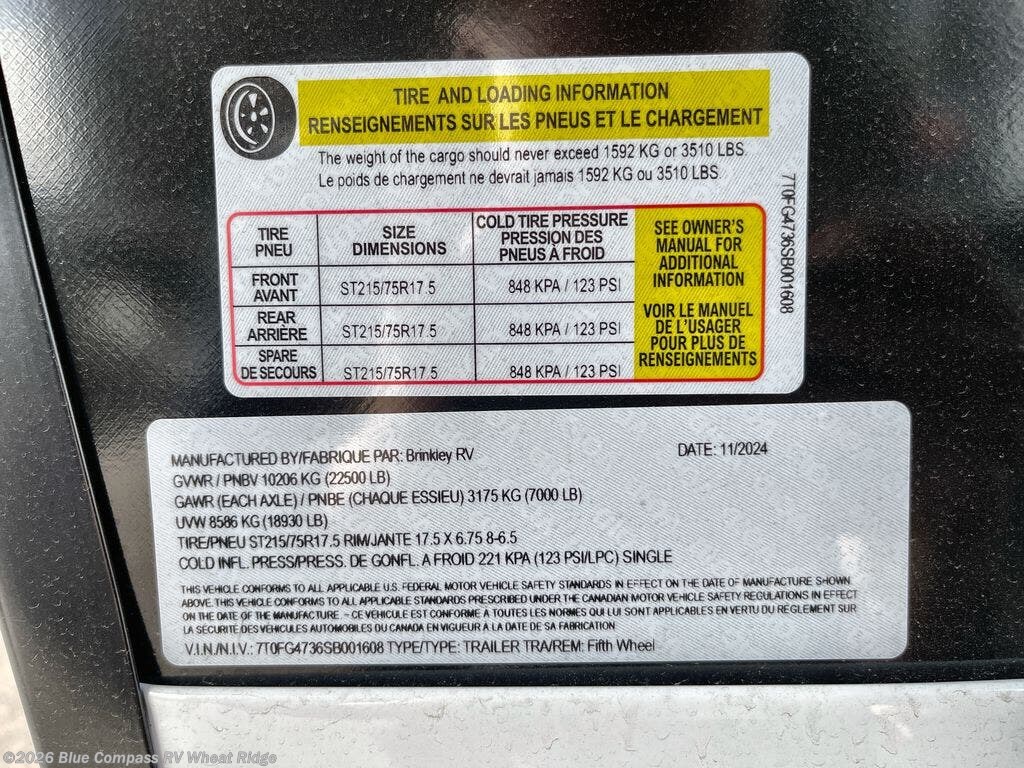 TIRE AND LOADING INFORMATION
RENSEIGNEMENTS SUR LES PNEUS ET LE CHARGEMENT
The weight of the cargo should never exceed 1592 KG or 3510 LBS.
Le poids de chargement ne devrait jamais 1592 KG ou 3510 LBS.
TIRE PNEU SIZE DIMENSIONS COLD TIRE PRESSURE PRESSION DES PNEUS À FROID
FRONT AVANT ST215/75R17.5 848 KPA / 123 PSI
REAR ARRIÈRE ST215/75R17.5 848 KPA / 123 PSI
SPARE DE SECOURS ST215/75R17.5 848 KPA / 123 PSI
SEE OWNER'S
MANUAL FOR
ADDITIONAL
INFORMATION
VOIR LE MANUEL
DE L'USAGER
POUR PLUS DE
RENSEIGNEMENTS
7T0FG4736SB001608
MANUFACTURED BY/FABRIQUE PAR: Brinkley RV DATE: 11/2024
GVWR / PNBV 10206 KG (22500 LB)
GAWR (EACH AXLE) / PNBE (CHAQUE ESSIEU) 3175 KG (7000 LB)
UVW 8586 KG (18930 LB)
TIRE/PNEU ST215/75R17.5 RIM/JANTE 17.5 X 6.75 8-6.5
COLD INFL. PRESS/PRESS. DE GONFL. A FROID 221 KPA (123 PSI/LPC) SINGLE
THIS VEHICLE CONFORMS TO ALL APPLICABLE U.S. FEDERAL MOTOR VEHICLE SAFETY STANDARDS IN EFFECT ON THE DATE OF MANUFACTURE SHOWN
ABOVE. THIS VEHICLE CONFORMS TO ALL APPLICABLE STANDARDS PRESCRIBED UNDER THE CANADIAN MOTOR VEHICLE SAFETY REGULATIONS IN EFFECT
ON THE DATE OF THE MANUFACTURE. - CE VEHICULE EST CONFORME A TOUTES LES NORMES QUI LUI SONT APPLICABLES EN VERTU DU REGLEMENT SUR
LA SECURITE DES VEHICULES AUTOMOBILES DU CANADA EN VIGUEUR A LA DATE DE SA FABRICATION.
V.I.N./N.I.V.: 7T0FG4736SB001608 TYPE/TYPE: TRAILER TRA/REM: Fifth Wheel
©2026 Blue Compass RV Wheat Ridge